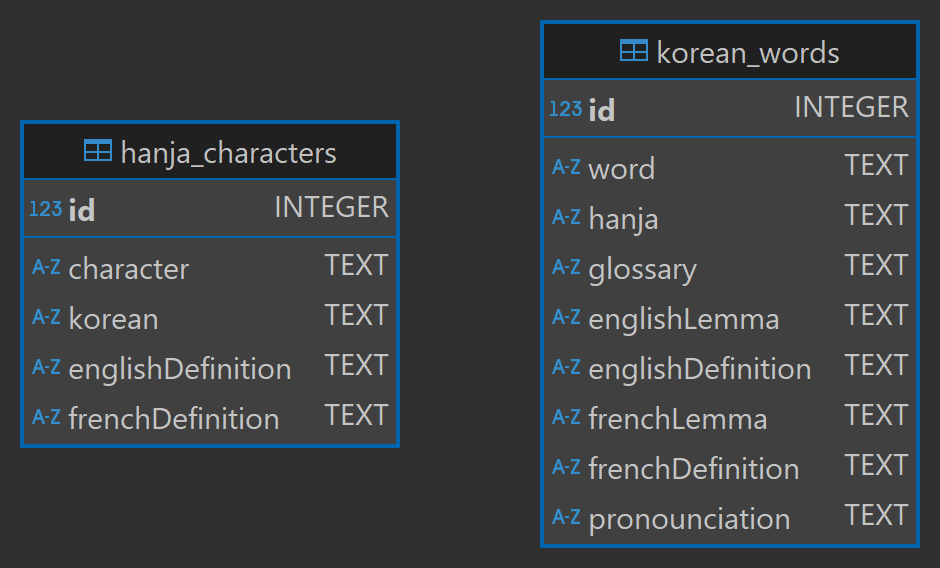 hanja_characters
123 id INTEGER
A-Z character TEXT
A-Z korean TEXT
A-Z englishDefinition TEXT
A-Z frenchDefinition TEXT
korean_words
123 id INTEGER
A-Z word TEXT
A-Z hanja TEXT
A-Z glossary TEXT
A-Z englishLemma TEXT
A-Z englishDefinition TEXT
A-Z frenchLemma TEXT
A-Z frenchDefinition TEXT
A-Z pronounciation TEXT